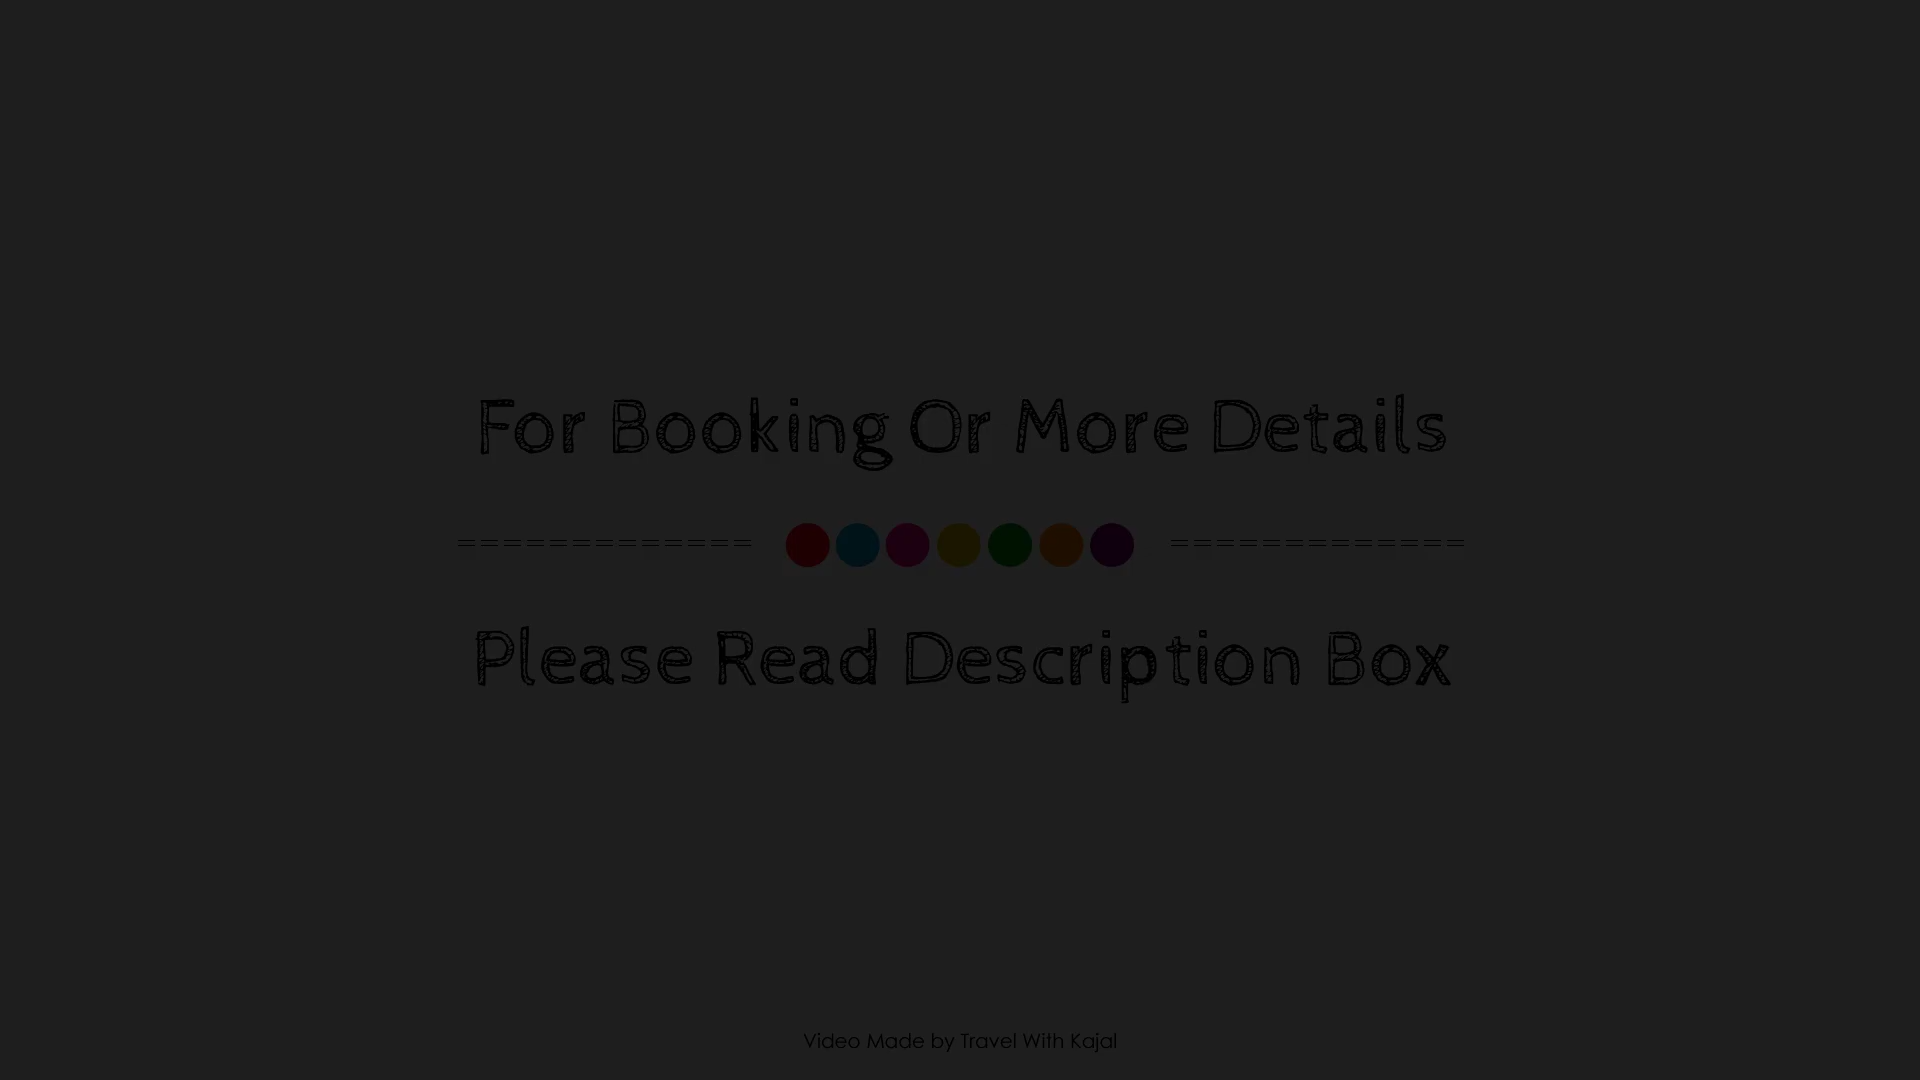 For Booking Or More Details
============= =============
Please Read Description Box
Video Made by Travel With Kajal